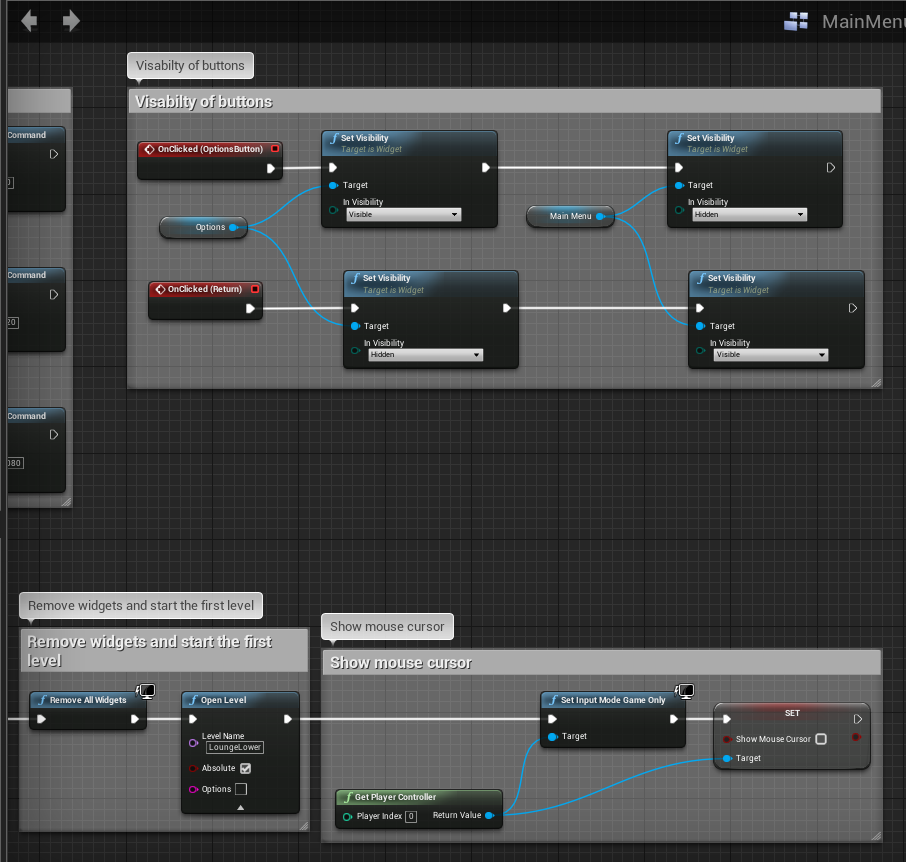 MainMenu
Visabilty of buttons
Visabilty of buttons
Command
OnClicked (OptionsButton)
Set Visibility
Target is Widget
Target
In Visibility
Visible
Set Visibility
Target is Widget
Target
In Visibility
Hidden
Options
Main Menu
Command
20
OnClicked (Return)
Set Visibility
Target is Widget
Target
In Visibility
Hidden
Set Visibility
Target is Widget
Target
In Visibility
Visible
Command
080
Remove widgets and start the first level
Remove widgets and start the first
level
Remove All Widgets
Open Level
Level Name
LoungeLower
Absolute
Options
Show mouse cursor
Show mouse cursor
Set Input Mode Game Only
Target
SET
Show Mouse Cursor
Target
Get Player Controller
Player Index 0
Return Value